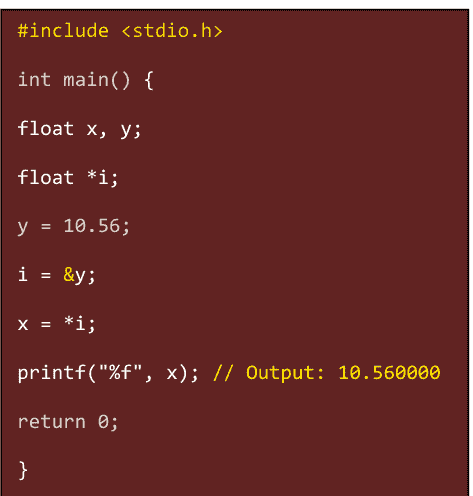 #include <stdio.h>
int main() {
float x, y;
float *i;
y = 10.56;
i = &y;
x = *i;
printf("%f", x); // Output: 10.560000
return 0;
}